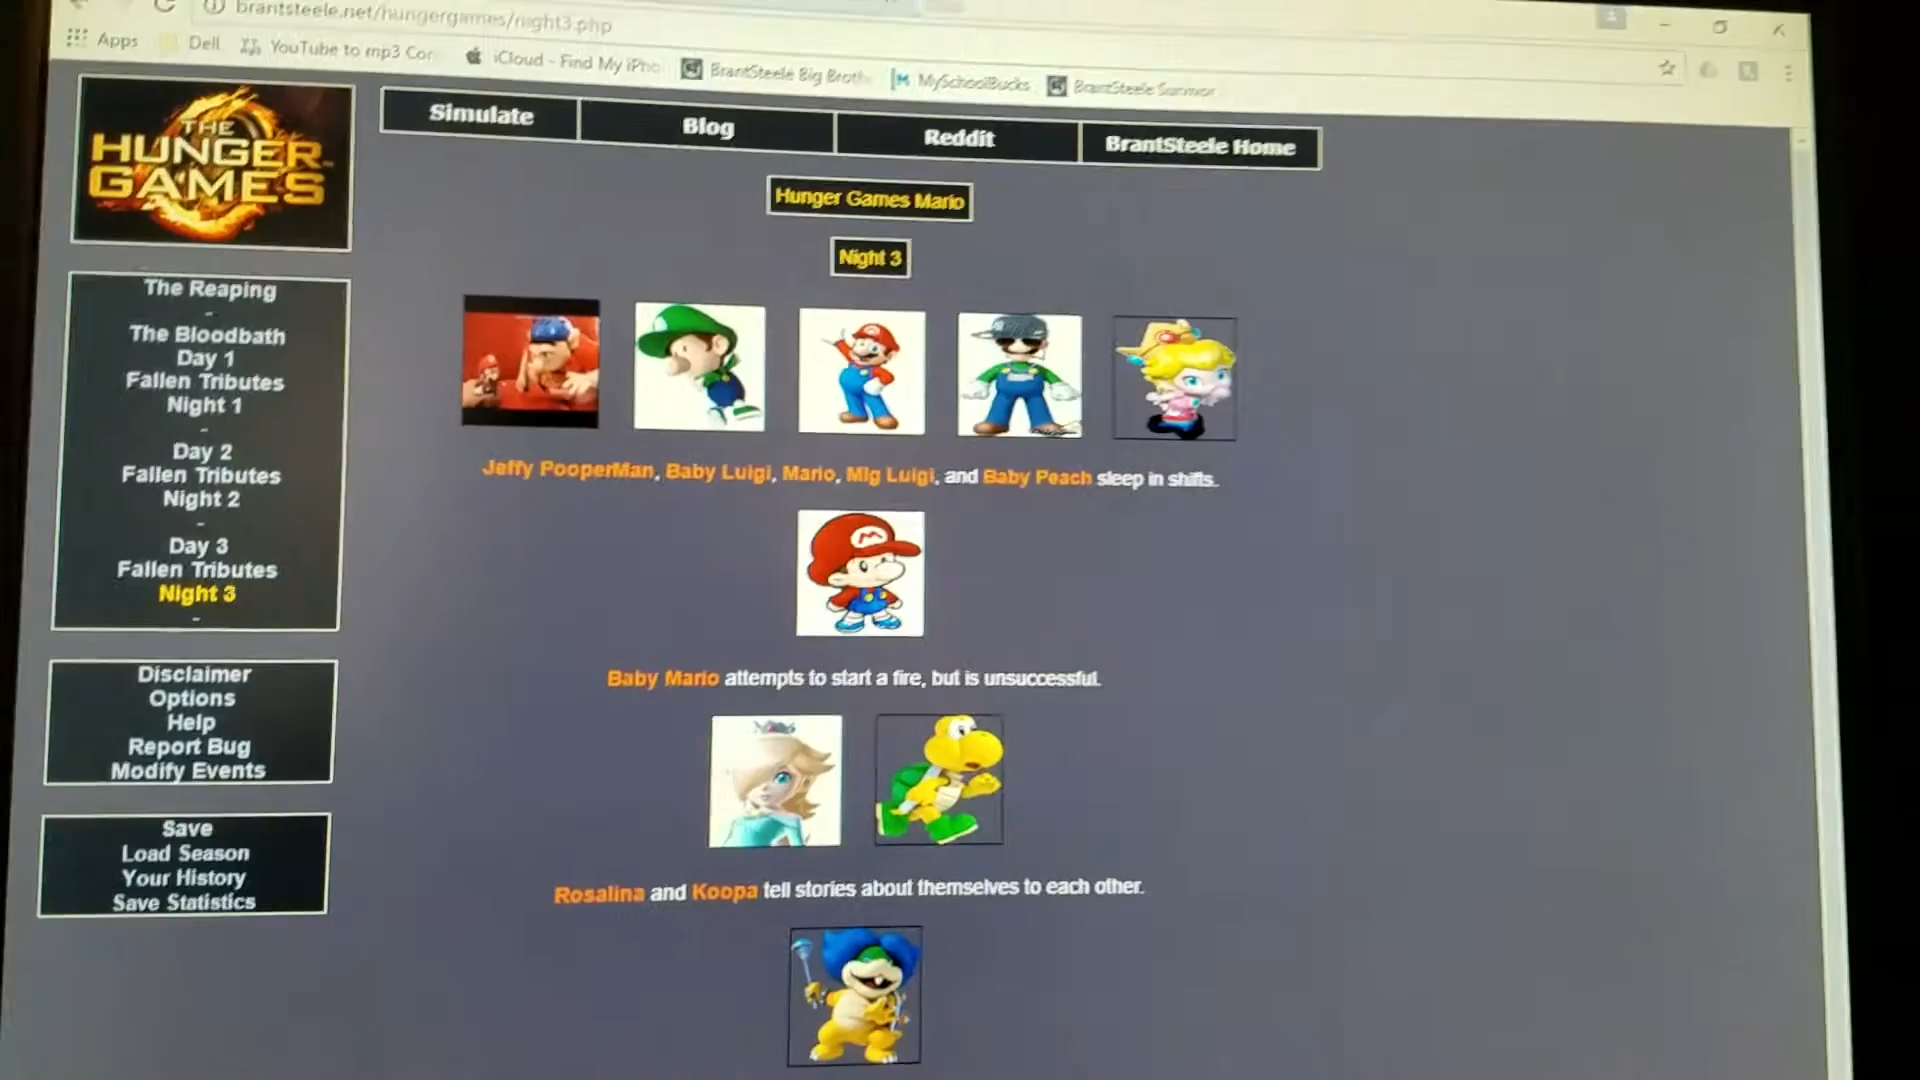 brantsteele.net/hungergames/night3.php
Apps Dell YouTube to mp3 Con iCloud - Find My iPho BrantSteele Big Broth MySchoolBucks BrantSteele Survivor
THE
HUNGER
GAMES
Simulate Blog Reddit BrantSteele Home
Hunger Games Mario
Night 3
The Reaping
-
The Bloodbath
Day 1
Fallen Tributes
Night 1
-
Day 2
Fallen Tributes
Night 2
-
Day 3
Fallen Tributes
Night 3
-
Jeffy PooperMan, Baby Luigi, Mario, Mlg Luigi, and Baby Peach sleep in shifts.
M
Baby Mario attempts to start a fire, but is unsuccessful.
Disclaimer
Options
Help
Report Bug
Modify Events
Rosalina and Koopa tell stories about themselves to each other.
Save
Load Season
Your History
Save Statistics